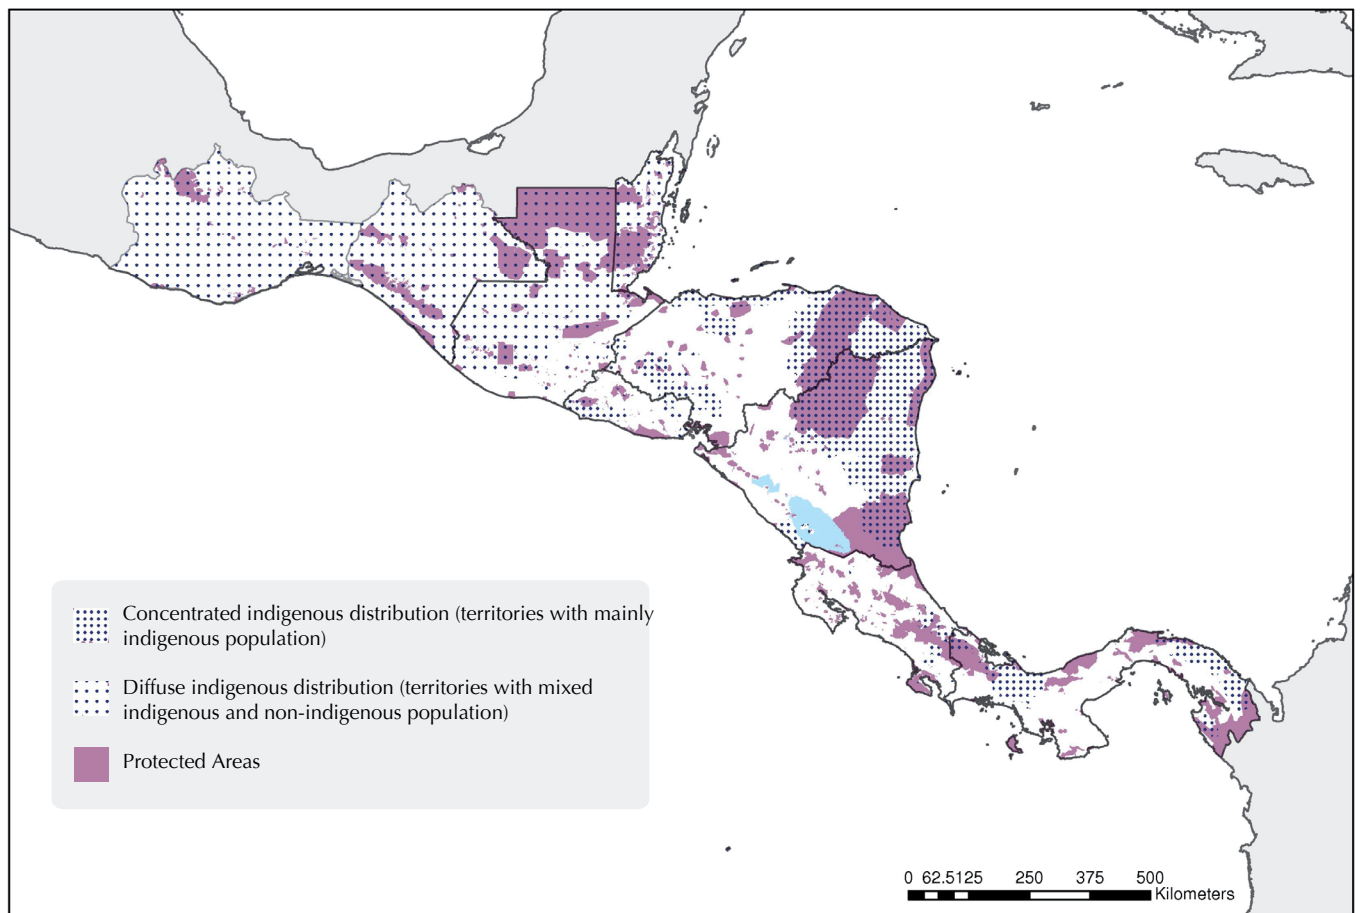 Concentrated indigenous distribution (territories with mainly
indigenous population)
Diffuse indigenous distribution (territories with mixed
indigenous and non-indigenous population)
Protected Areas
0 62.5125 250 375 500
Kilometers